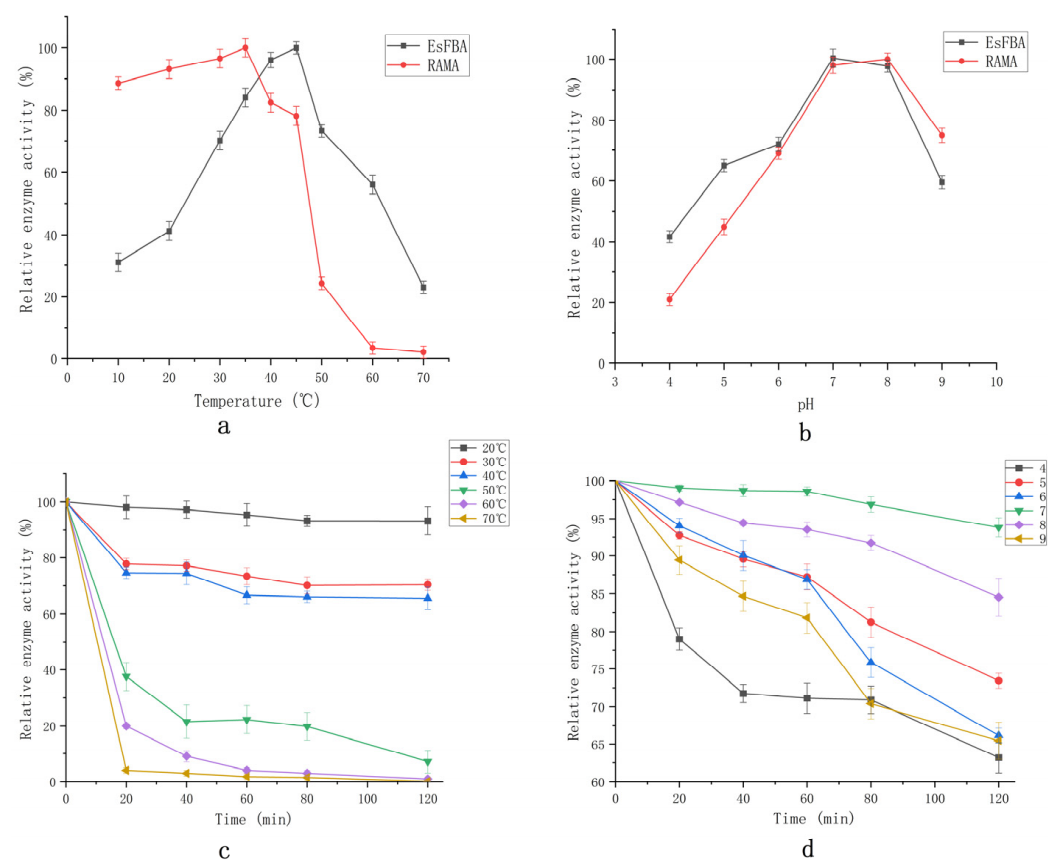 EsFBA
RAMA
Relative enzyme activity (%)
100
80
60
40
20
0
0 10 20 30 40 50 60 70
Temperature (℃)
a
EsFBA
RAMA
Relative enzyme activity (%)
100
80
60
40
20
0
3 4 5 6 7 8 9 10
pH
b
20℃
30℃
40℃
50℃
60℃
70℃
Relative enzyme activity (%)
100
80
60
40
20
0
0 20 40 60 80 100 120
Time (min)
c
4
5
6
7
8
9
Relative enzyme activity (%)
100
95
90
85
80
75
70
65
60
0 20 40 60 80 100 120
Time (min)
d